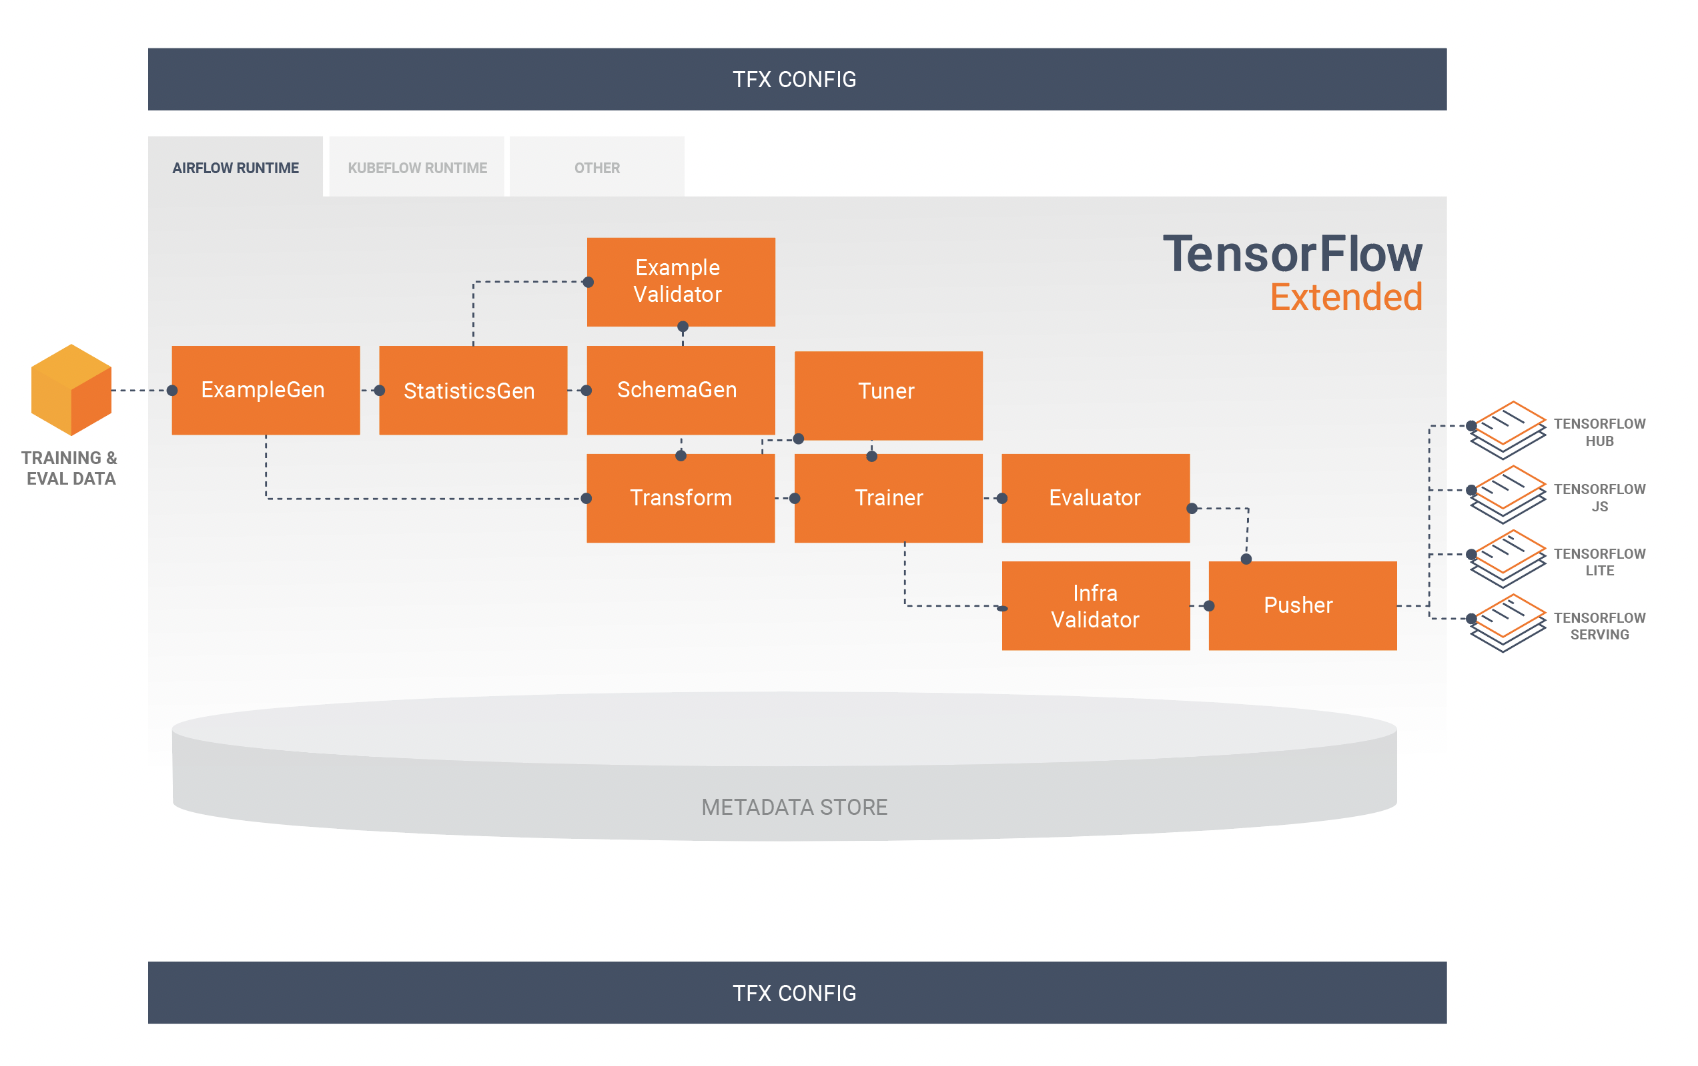 TFX CONFIG
AIRFLOW RUNTIME
KUBEFLOW RUNTIME
OTHER
TensorFlow
Extended
Example
Validator
ExampleGen
StatisticsGen
SchemaGen
Tuner
TRAINING &
EVAL DATA
Transform
Trainer
Evaluator
Infra
Validator
Pusher
TENSORFLOW
HUB
TENSORFLOW
JS
TENSORFLOW
LITE
TENSORFLOW
SERVING
METADATA STORE
TFX CONFIG